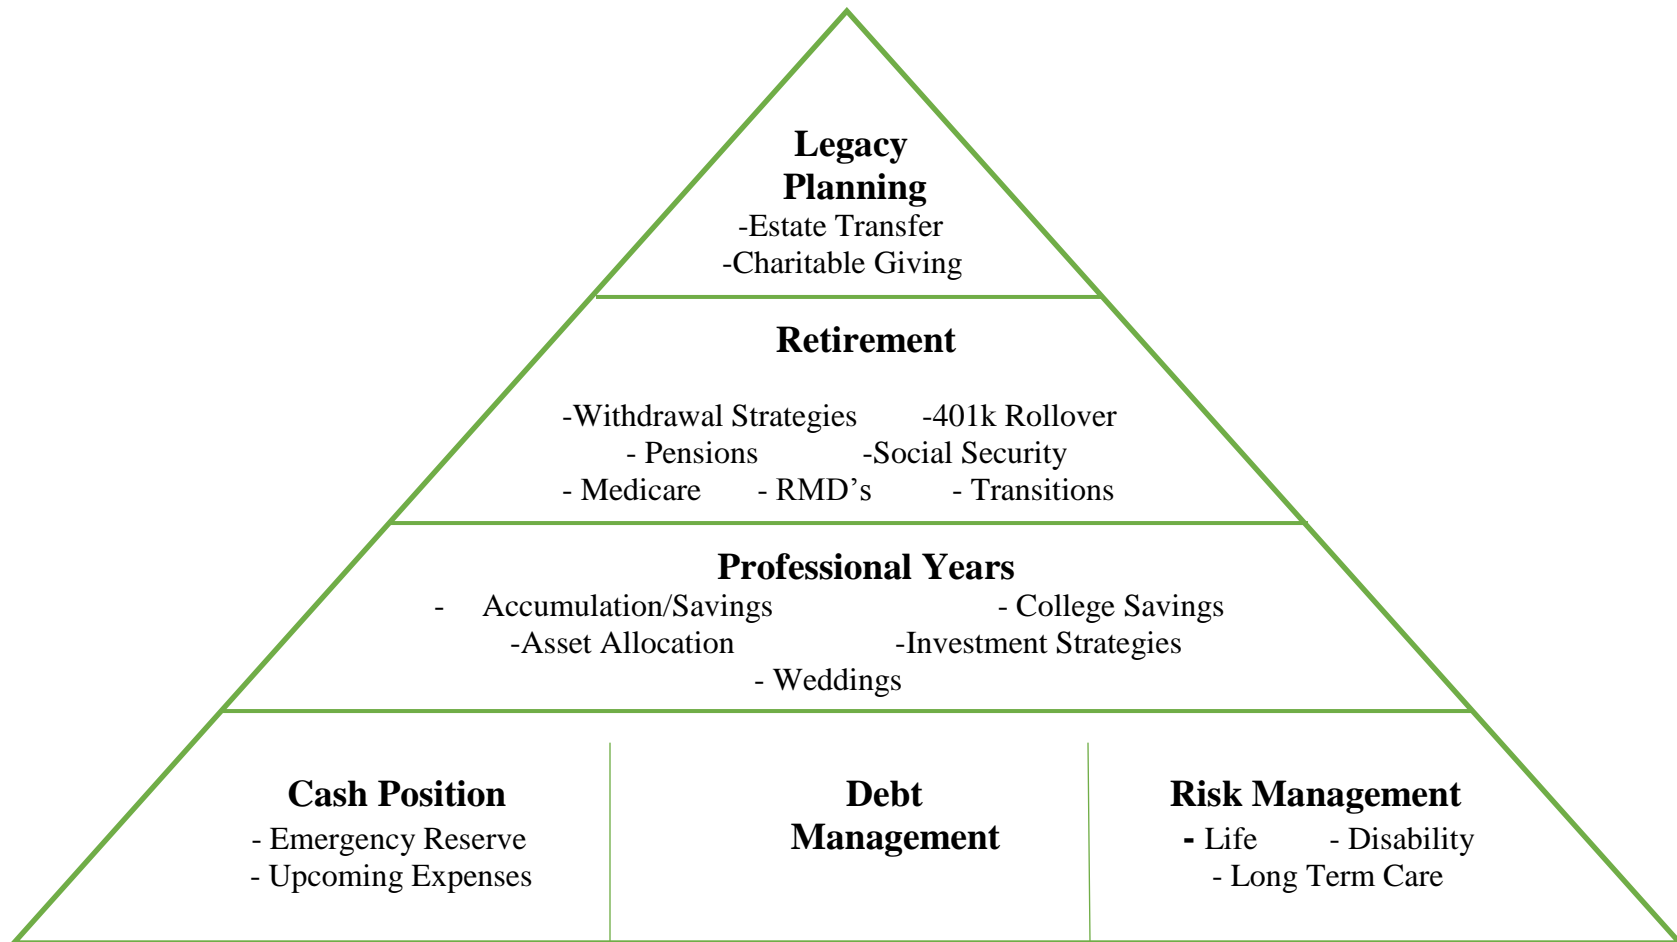 Legacy
Planning
-Estate Transfer
-Charitable Giving
Retirement
-Withdrawal Strategies -401k Rollover
- Pensions -Social Security
- Medicare - RMD’s - Transitions
Professional Years
- Accumulation/Savings - College Savings
-Asset Allocation -Investment Strategies
- Weddings
Cash Position
- Emergency Reserve
- Upcoming Expenses
Debt
Management
Risk Management
- Life - Disability
- Long Term Care